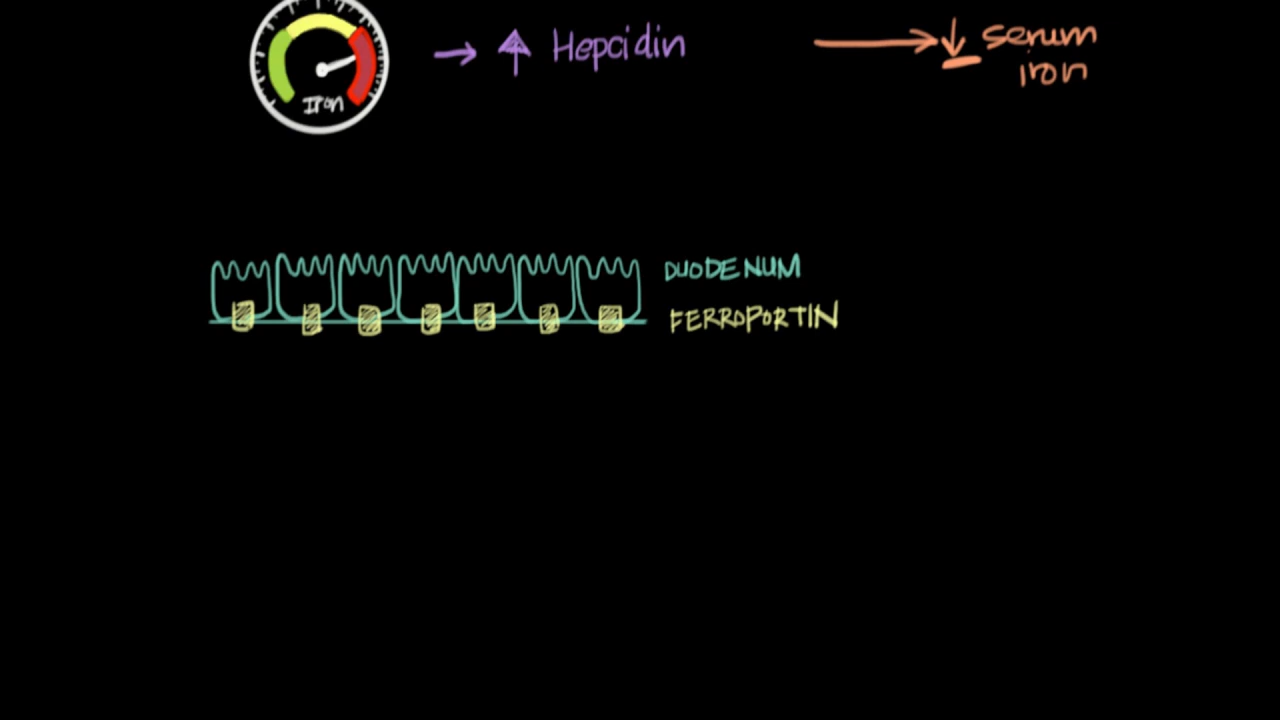 Iron
→ ↑ Hepcidin → ↓ serum
iron
DUODENUM
FERROPORTIN